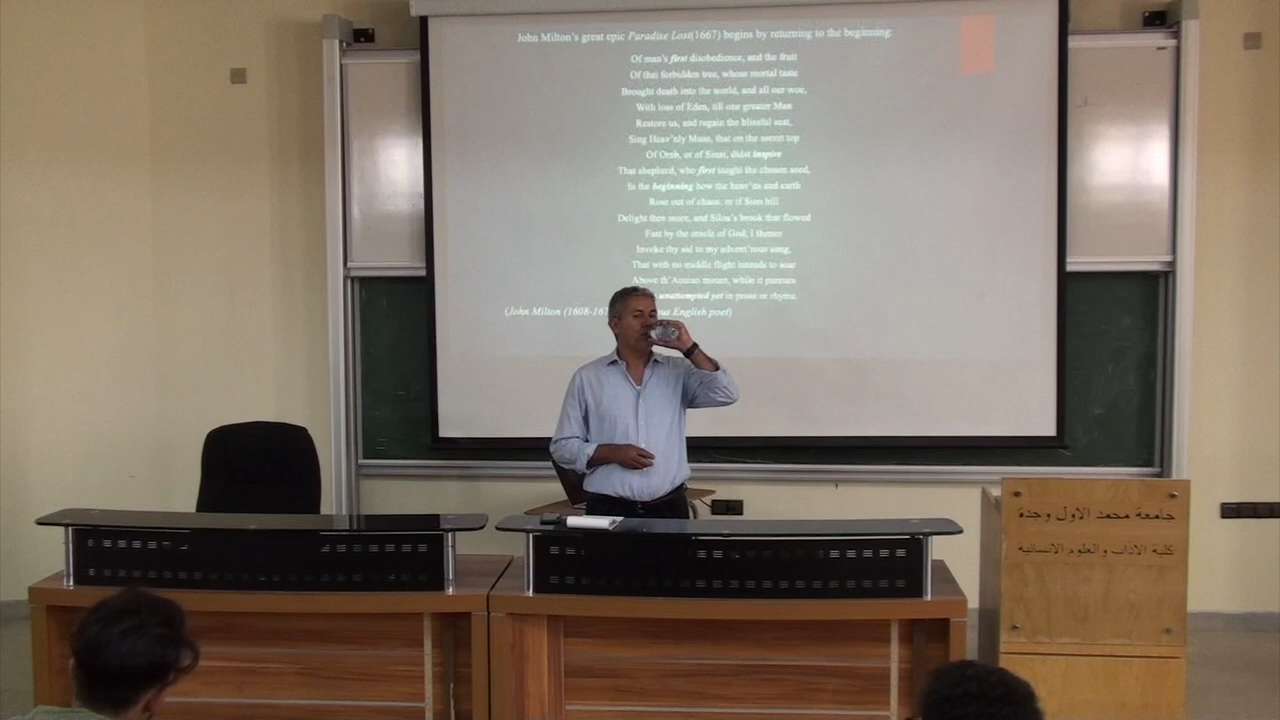 John Milton's great epic Paradise Lost(1667) begins by returning to the beginning:
Of man's first disobedience, and the fruit
Of that forbidden tree, whose mortal taste
Brought death into the world, and all our woe,
With loss of Eden, till one greater Man
Restore us, and regain the blissful seat,
Sing Heav'nly Muse, that on the secret top
Of Oreb, or of Sinai, didst inspire
That shepherd, who first taught the chosen seed,
In the beginning how the heav'ns and earth
Rose out of chaos: or if Sion hill
Delight thee more, and Siloa's brook that flowed
Fast by the oracle of God; I thence
Invoke thy aid to my advent'rous song,
That with no middle flight intends to soar
Above th' Aonian mount, while it pursues
unattempted yet in prose or rhyme.
(John Milton (1608-167 English poet)
جامعة محمد الاول وجدة
كلية الاداب والعلوم الانسانية